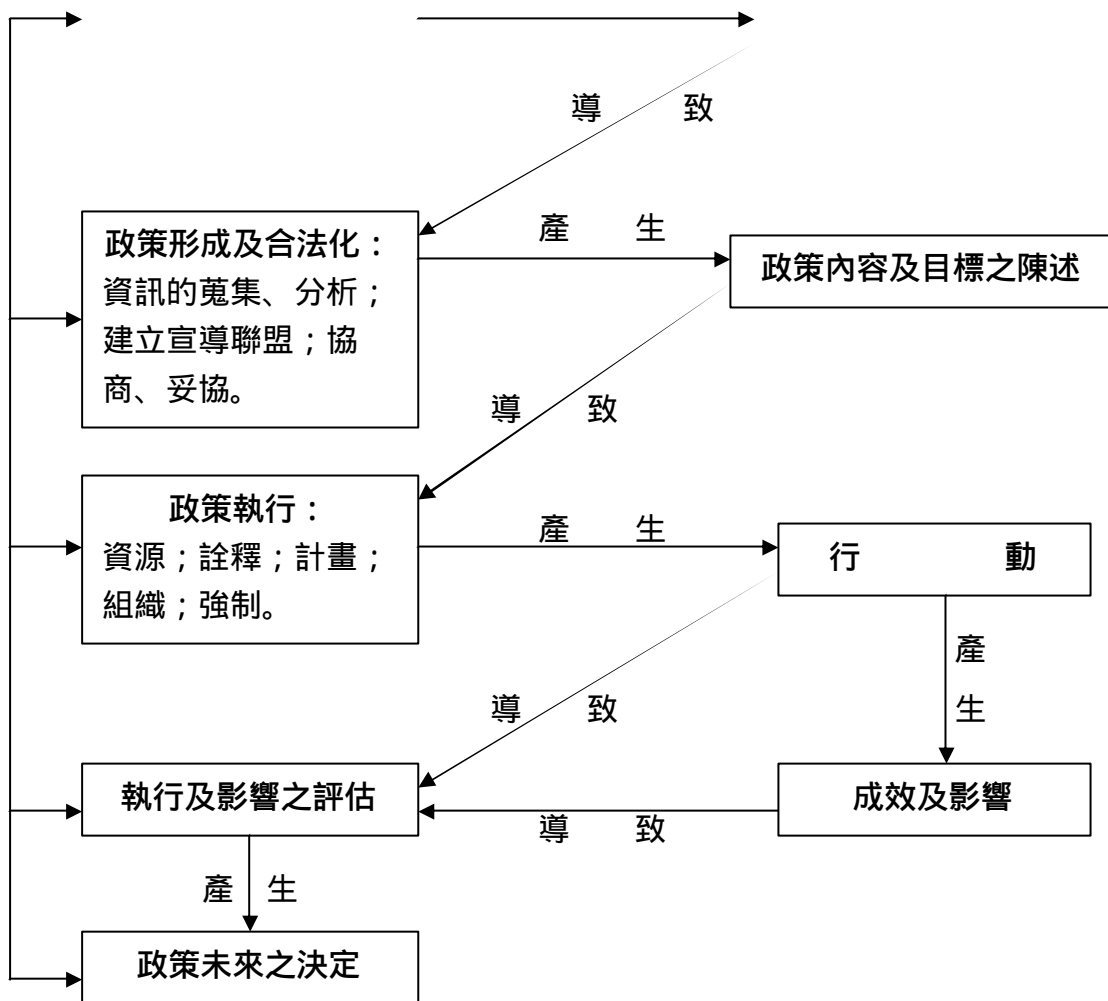 導 致
政策形成及合法化：
資訊的蒐集、分析；
建立宣導聯盟；協
商、妥協。
產 生
政策內容及目標之陳述
導 致
政策執行：
資源；詮釋；計畫；
組織；強制。
產 生
行 動
產
生
導 致
執行及影響之評估
成效及影響
導 致
產 生
政策未來之決定